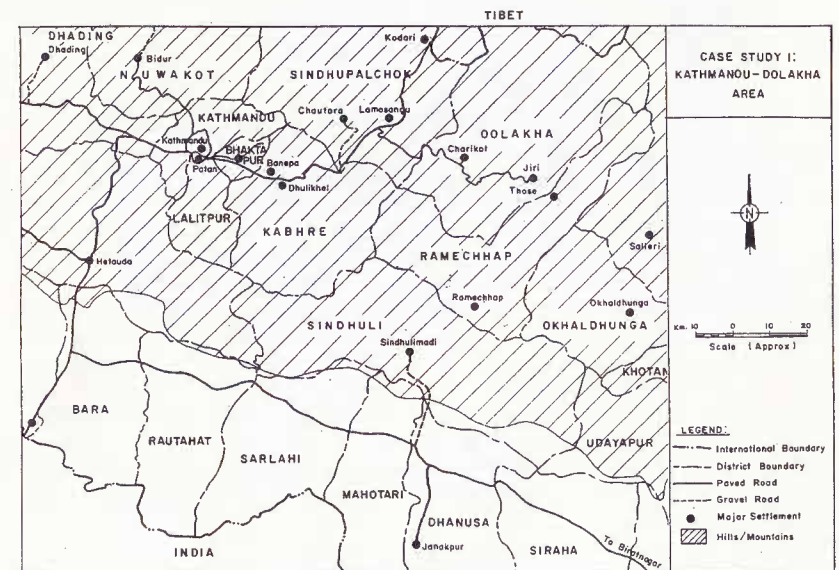 TIBET
DHADING
Dhading
Bidur
NUWAKOT
Kodari
SINDHUPALCHOK
KATHMANDU
Chautara
Lamosangu
Kathmandu
Patan
BHAKTA
PUR
Banepa
Dhulikhel
OOLAKHA
Charikot
Jiri
Those
LALITPUR
KABHRE
RAMECHHAP
Salleri
Hetauda
Ramechhap
Okhaldhunga
SINDHULI
OKHALDHUNGA
Sindhulimadi
KHOTAN
BARA
RAUTAHAT
SARLAHI
UDAYAPUR
MAHOTARI
DHANUSA
Janakpur
SIRAHA
To Biratnagar
INDIA
CASE STUDY I:
KATHMANOU-DOLAKHA
AREA
N
Km. 10 0 10 20
Scale (Approx)
LEGEND:
International Boundary
District Boundary
Paved Road
Gravel Road
Major Settlement
Hills/Mountains